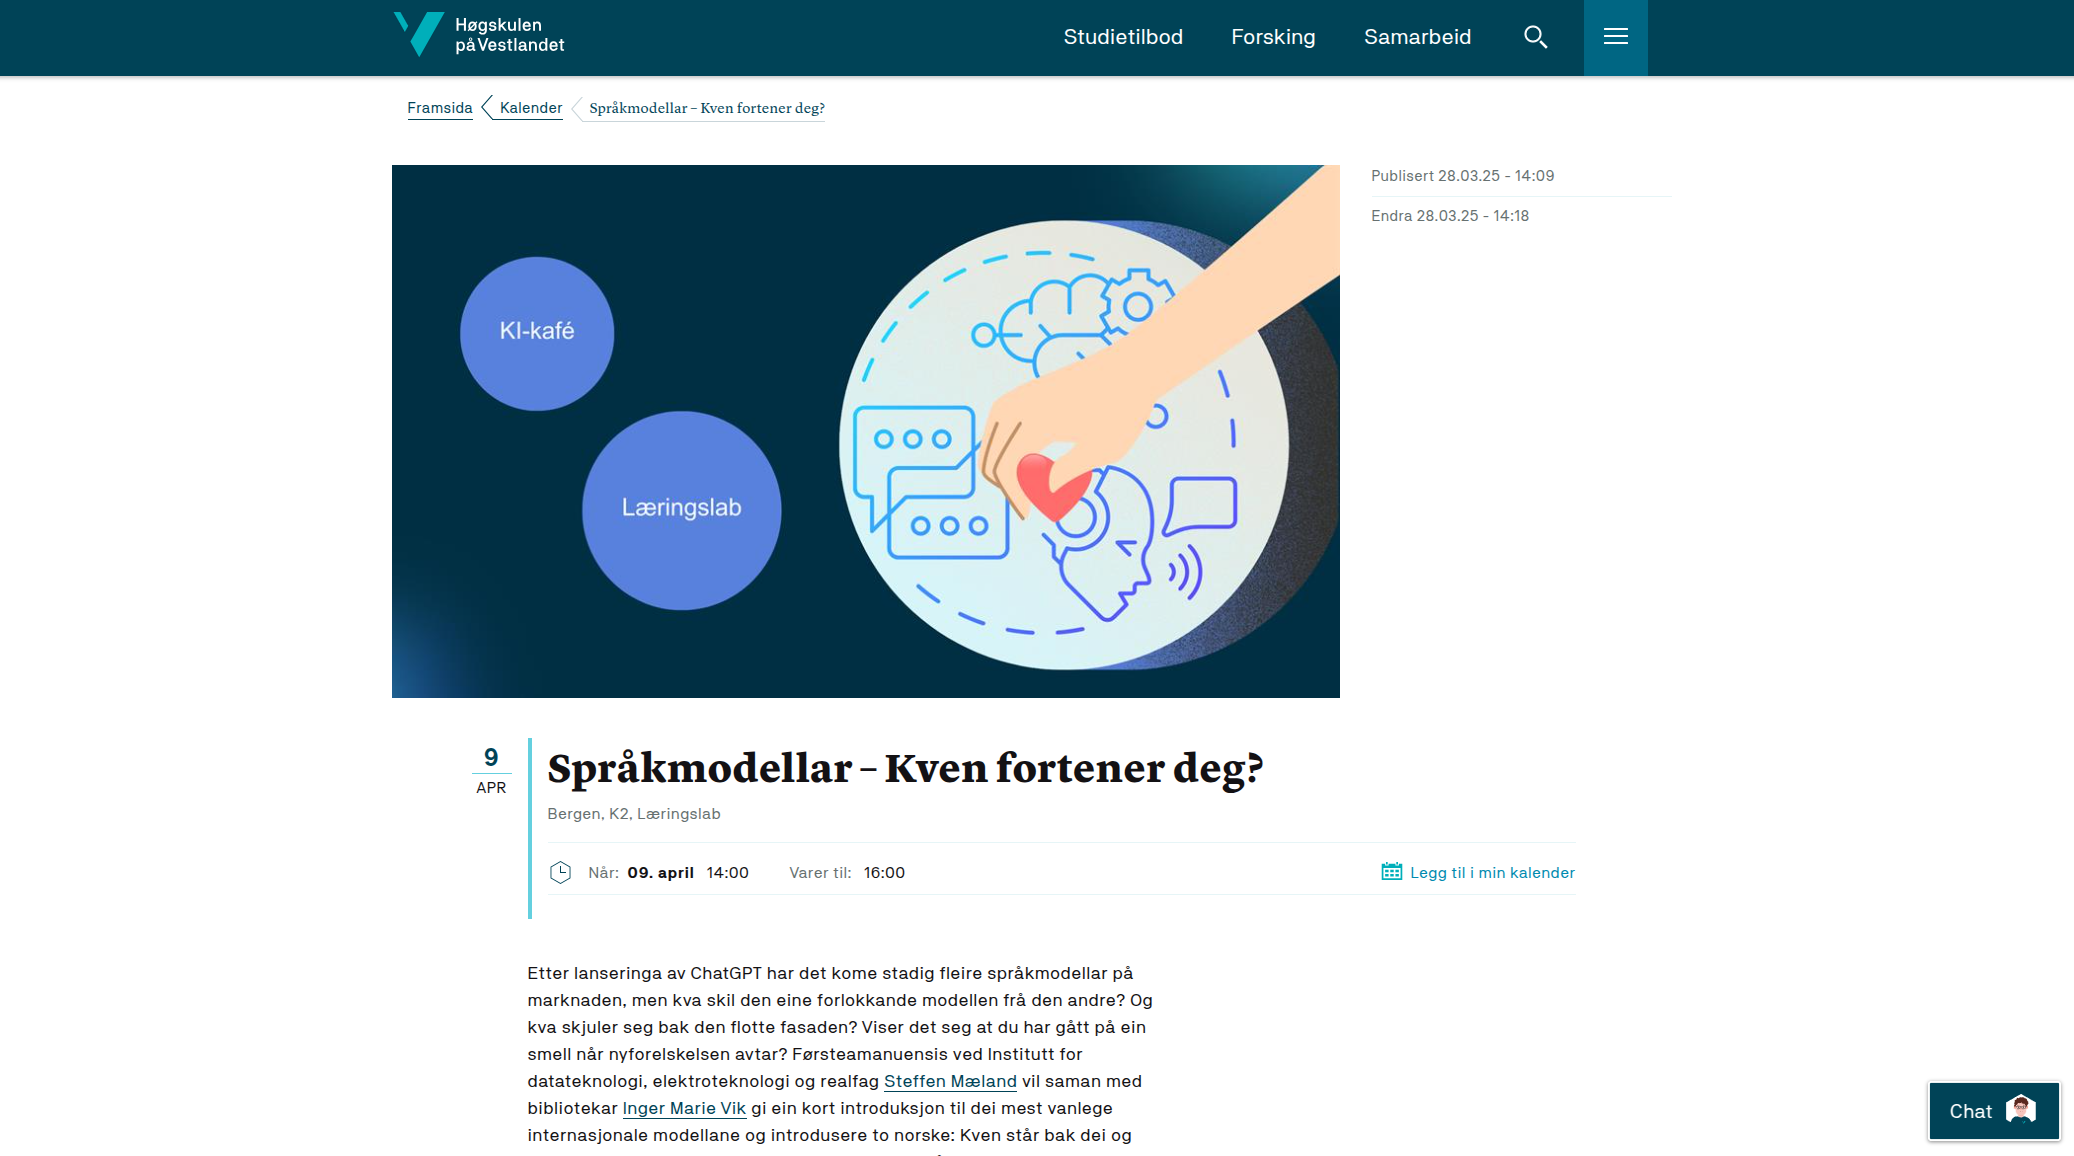 Høgskulen
på Vestlandet
Studietilbod
Forsking
Samarbeid
Framsida
Kalender
Språkmodellar – Kven fortener deg?
Publisert 28.03.25 - 14:09
Endra 28.03.25 - 14:18
KI-kafé
Læringslab
9
APR
Språkmodellar – Kven fortener deg?
Bergen, K2, Læringslab
Når: 09. april 14:00 Varer til: 16:00
Legg til i min kalender
Etter lanseringa av ChatGPT har det kome stadig fleire språkmodellar på
marknaden, men kva skil den eine forlokkande modellen frå den andre? Og
kva skjuler seg bak den flotte fasaden? Viser det seg at du har gått på ein
smell når nyforelskelsen avtar? Førsteamanuensis ved Institutt for
datateknologi, elektroteknologi og realfag Steffen Mæland vil saman med
bibliotekar Inger Marie Vik gi ein kort introduksjon til dei mest vanlege
internasjonale modellane og introdusere to norske: Kven står bak dei og
Chat